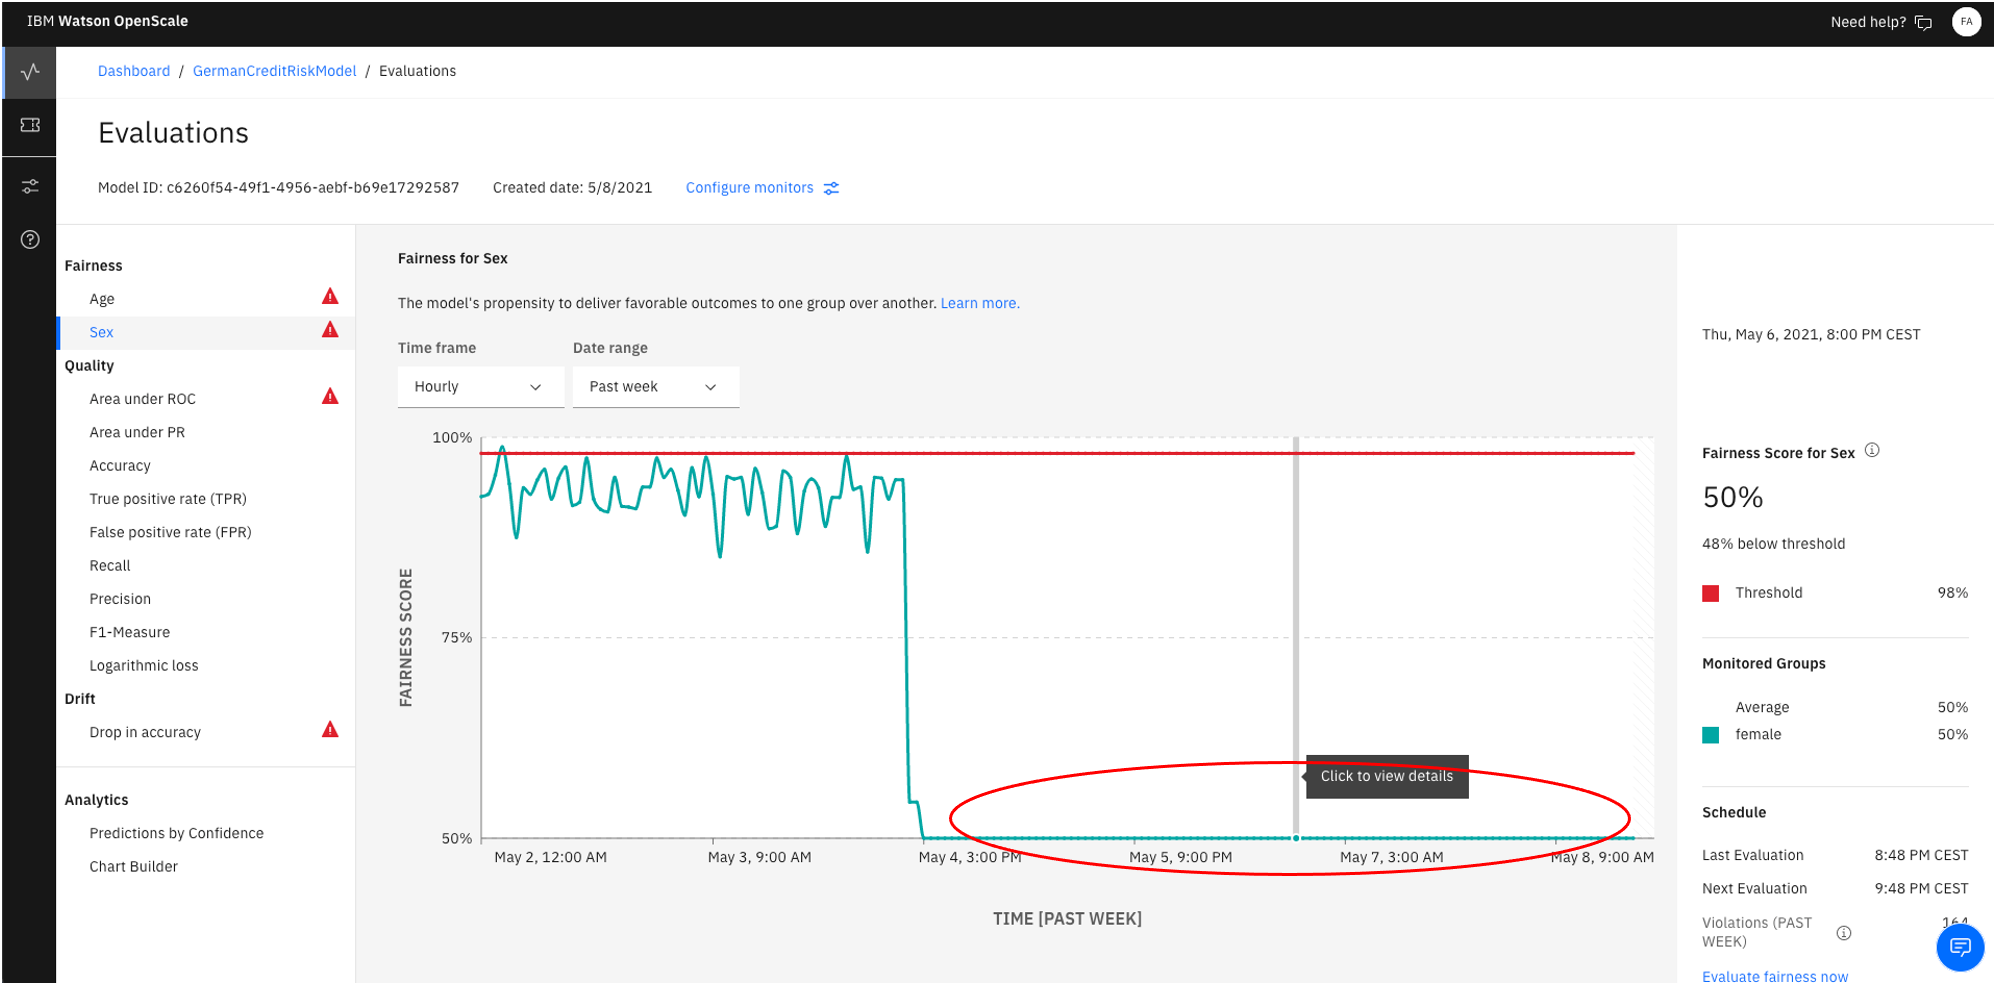 IBM Watson OpenScale
Need help?
FA
Dashboard / GermanCreditRiskModel / Evaluations
Evaluations
Model ID: c6260f54-49f1-4956-aebf-b69e17292587
Created date: 5/8/2021
Configure monitors
Fairness
Age
Sex
Quality
Area under ROC
Area under PR
Accuracy
True positive rate (TPR)
False positive rate (FPR)
Recall
Precision
F1-Measure
Logarithmic loss
Drift
Drop in accuracy
Analytics
Predictions by Confidence
Chart Builder
Fairness for Sex
The model's propensity to deliver favorable outcomes to one group over another. Learn more.
Time frame
Date range
Hourly
Past week
100%
75%
50%
FAIRNESS SCORE
Click to view details
May 2, 12:00 AM
May 3, 9:00 AM
May 4, 3:00 PM
May 5, 9:00 PM
May 7, 3:00 AM
May 8, 9:00 AM
TIME [PAST WEEK]
Thu, May 6, 2021, 8:00 PM CEST
Fairness Score for Sex
50%
48% below threshold
Threshold 98%
Monitored Groups
Average 50%
female 50%
Schedule
Last Evaluation 8:48 PM CEST
Next Evaluation 9:48 PM CEST
Violations (PAST
WEEK)
164
Evaluate fairness now